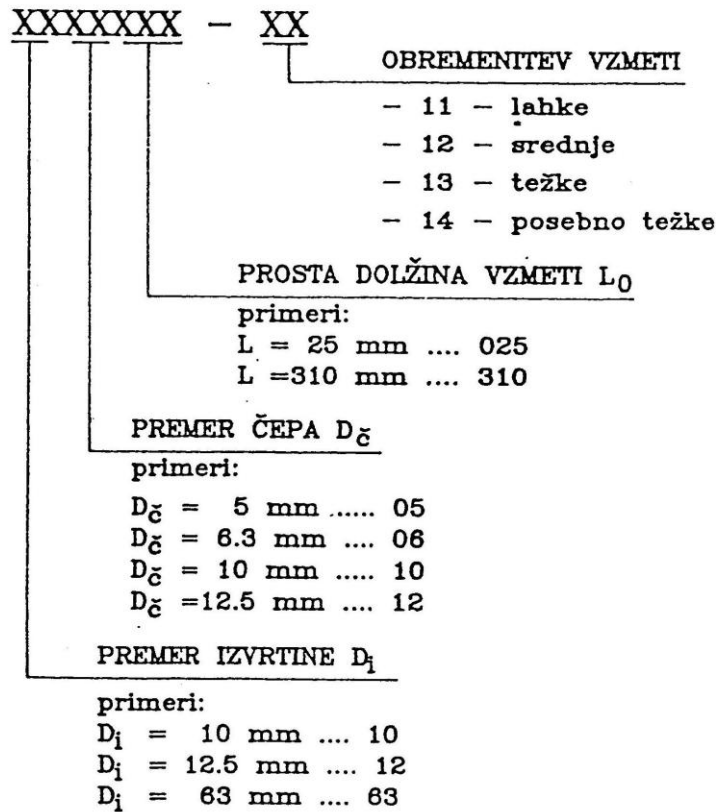 XXXXXXX – XX
OBREMENITEV VZMETI
– 11 – lahke
– 12 – srednje
– 13 – težke
– 14 – posebno težke
PROSTA DOLŽINA VZMETI L0
primeri:
L = 25 mm .... 025
L =310 mm .... 310
PREMER ČEPA Dč
primeri:
Dč = 5 mm ...... 05
Dč = 6.3 mm .... 06
Dč = 10 mm ..... 10
Dč =12.5 mm .... 12
PREMER IZVRTINE Di
primeri:
Di = 10 mm .... 10
Di = 12.5 mm .... 12
Di = 63 mm .... 63